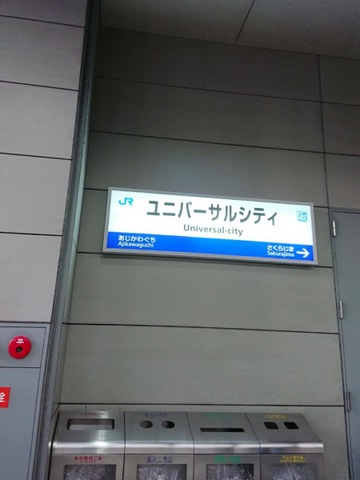 JR
ユニバーサルシティ
Universal-city
あじかわぐち
Ajikawaguchi
さくらじま
Sakurajima